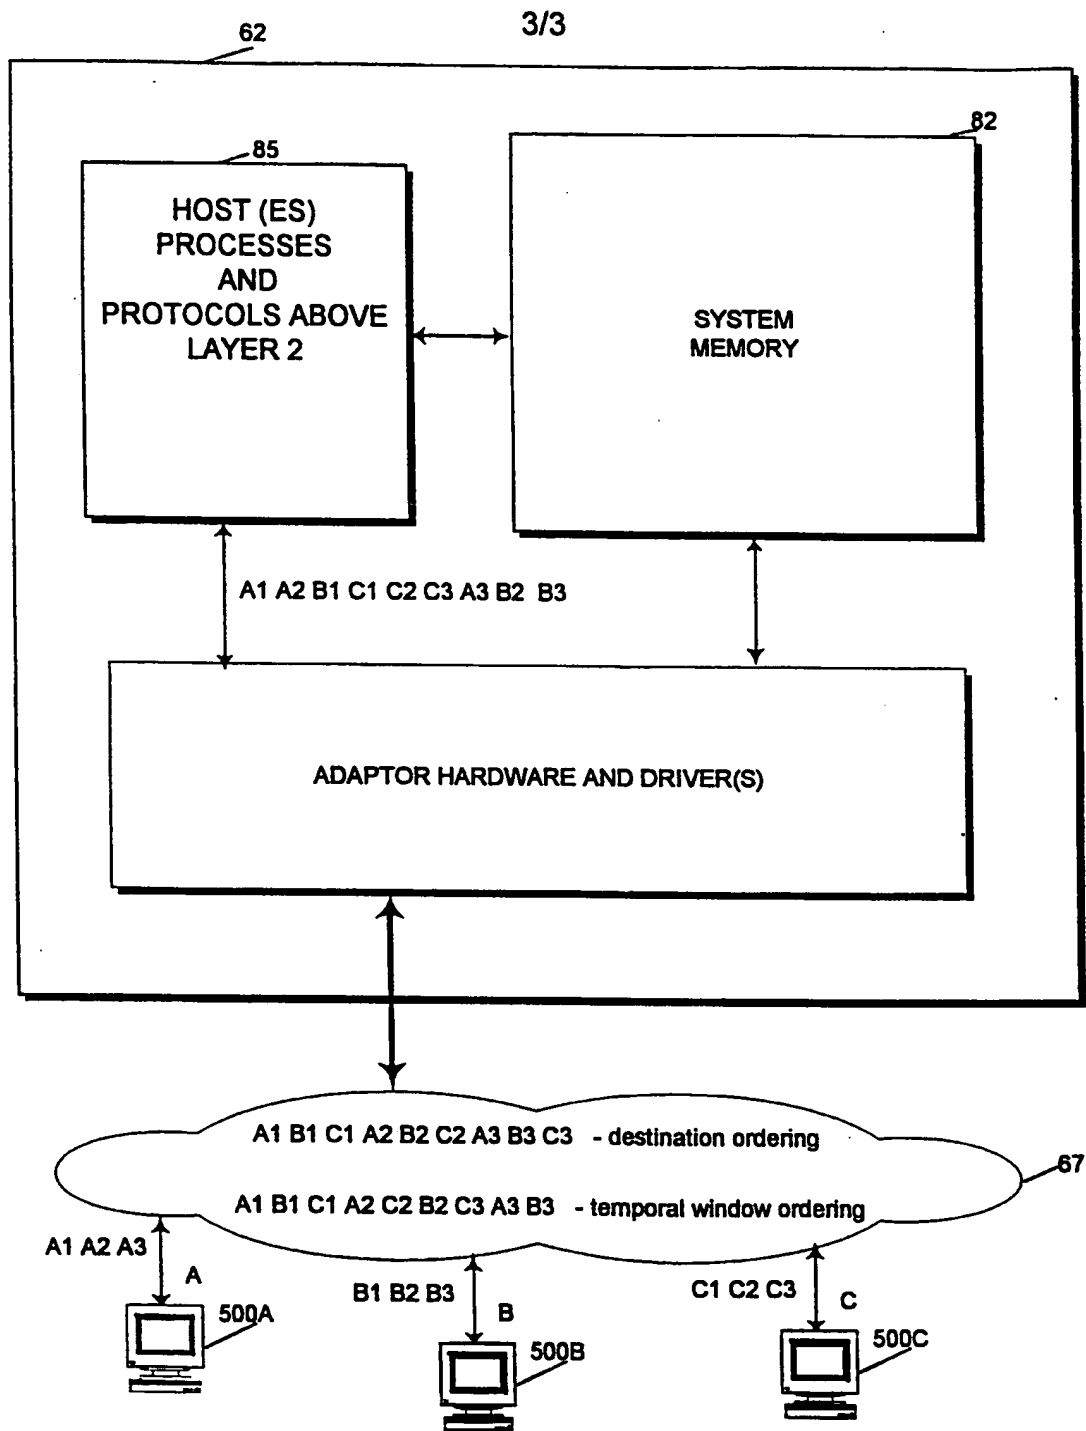 3/3
62
82
85
HOST (ES)
PROCESSES
AND
PROTOCOLS ABOVE
LAYER 2
SYSTEM
MEMORY
A1 A2 B1 C1 C2 C3 A3 B2 B3
ADAPTOR HARDWARE AND DRIVER(S)
A1 B1 C1 A2 B2 C2 A3 B3 C3 - destination ordering
67
A1 B1 C1 A2 C2 B2 C3 A3 B3 - temporal window ordering
A1 A2 A3
A
B1 B2 B3
B
C1 C2 C3
C
500A
500B
500C